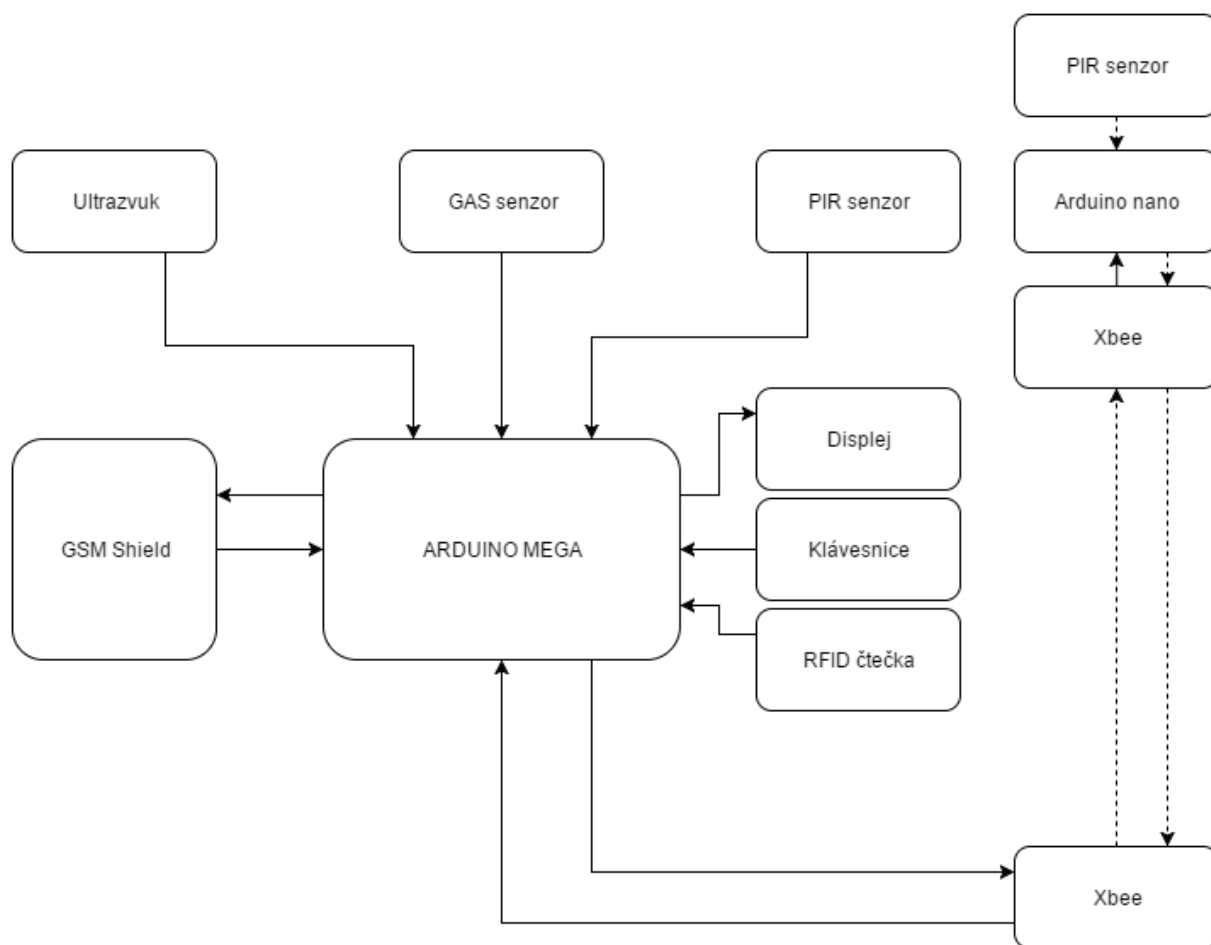 PIR senzor
Ultrazvuk
GAS senzor
PIR senzor
Arduino nano
Xbee
Displej
GSM Shield
ARDUINO MEGA
Klávesnice
RFID čtečka
Xbee